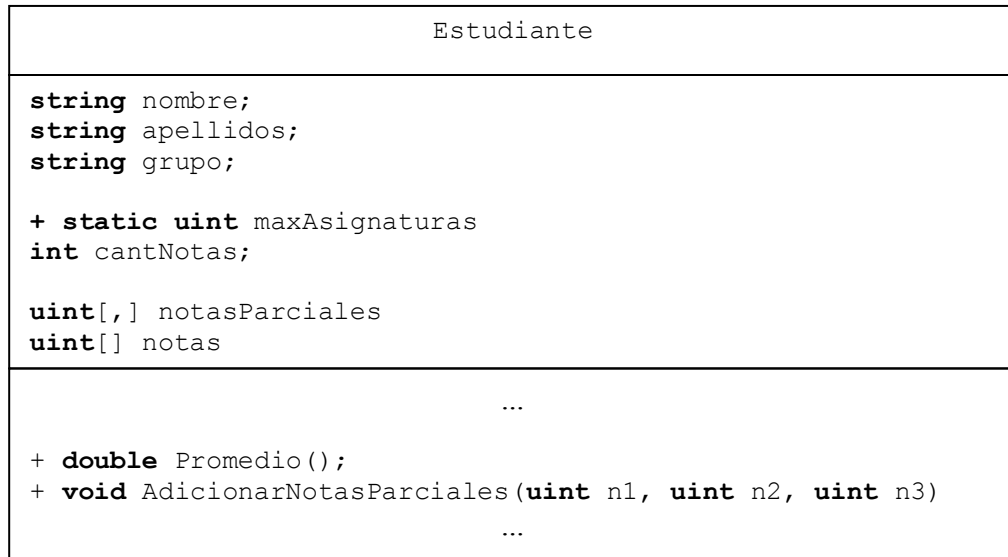 Estudiante
string nombre;
string apellidos;
string grupo;
+ static uint maxAsignaturas
int cantNotas;
uint[,] notasParciales
uint[] notas
…
+ double Promedio();
+ void AdicionarNotasParciales(uint n1, uint n2, uint n3)
…